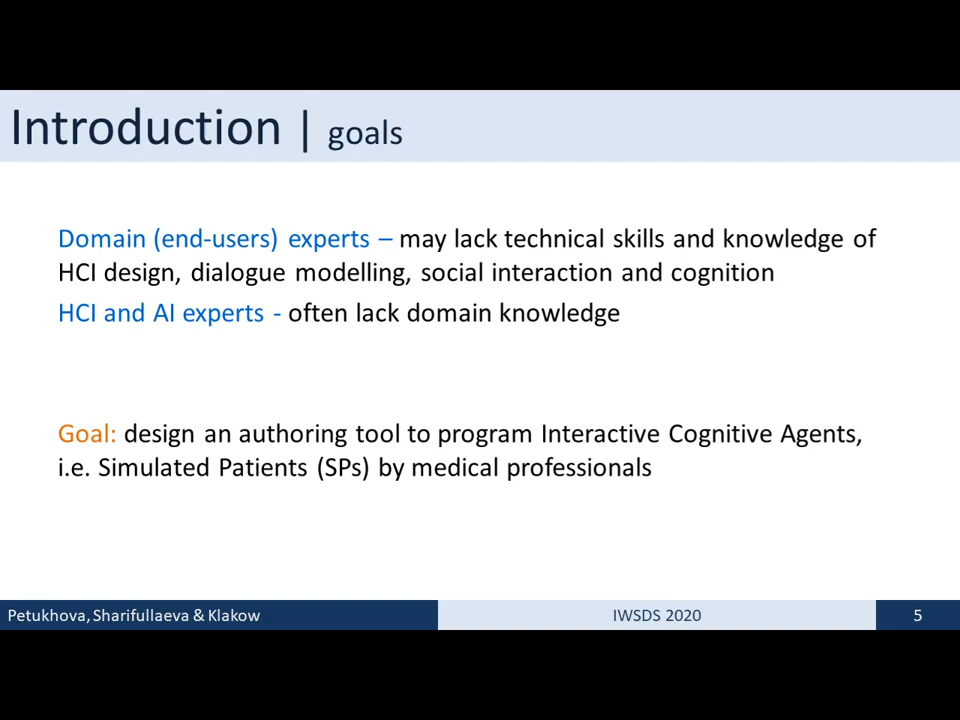 Introduction | goals
Domain (end-users) experts – may lack technical skills and knowledge of
HCI design, dialogue modelling, social interaction and cognition
HCI and AI experts - often lack domain knowledge
Goal: design an authoring tool to program Interactive Cognitive Agents,
i.e. Simulated Patients (SPs) by medical professionals
Petukhova, Sharifullaeva & Klakow
IWSDS 2020
5